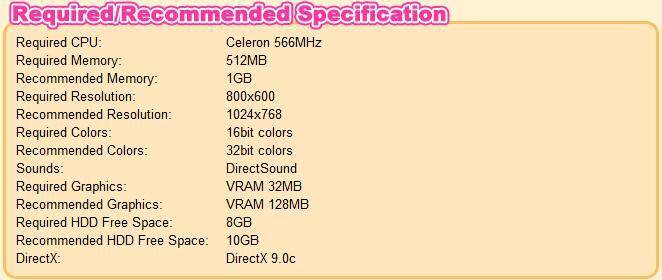 Required/Recommended Specification
Required CPU: Celeron 566MHz
Required Memory: 512MB
Recommended Memory: 1GB
Required Resolution: 800x600
Recommended Resolution: 1024x768
Required Colors: 16bit colors
Recommended Colors: 32bit colors
Sounds: DirectSound
Required Graphics: VRAM 32MB
Recommended Graphics: VRAM 128MB
Required HDD Free Space: 8GB
Recommended HDD Free Space: 10GB
DirectX: DirectX 9.0c